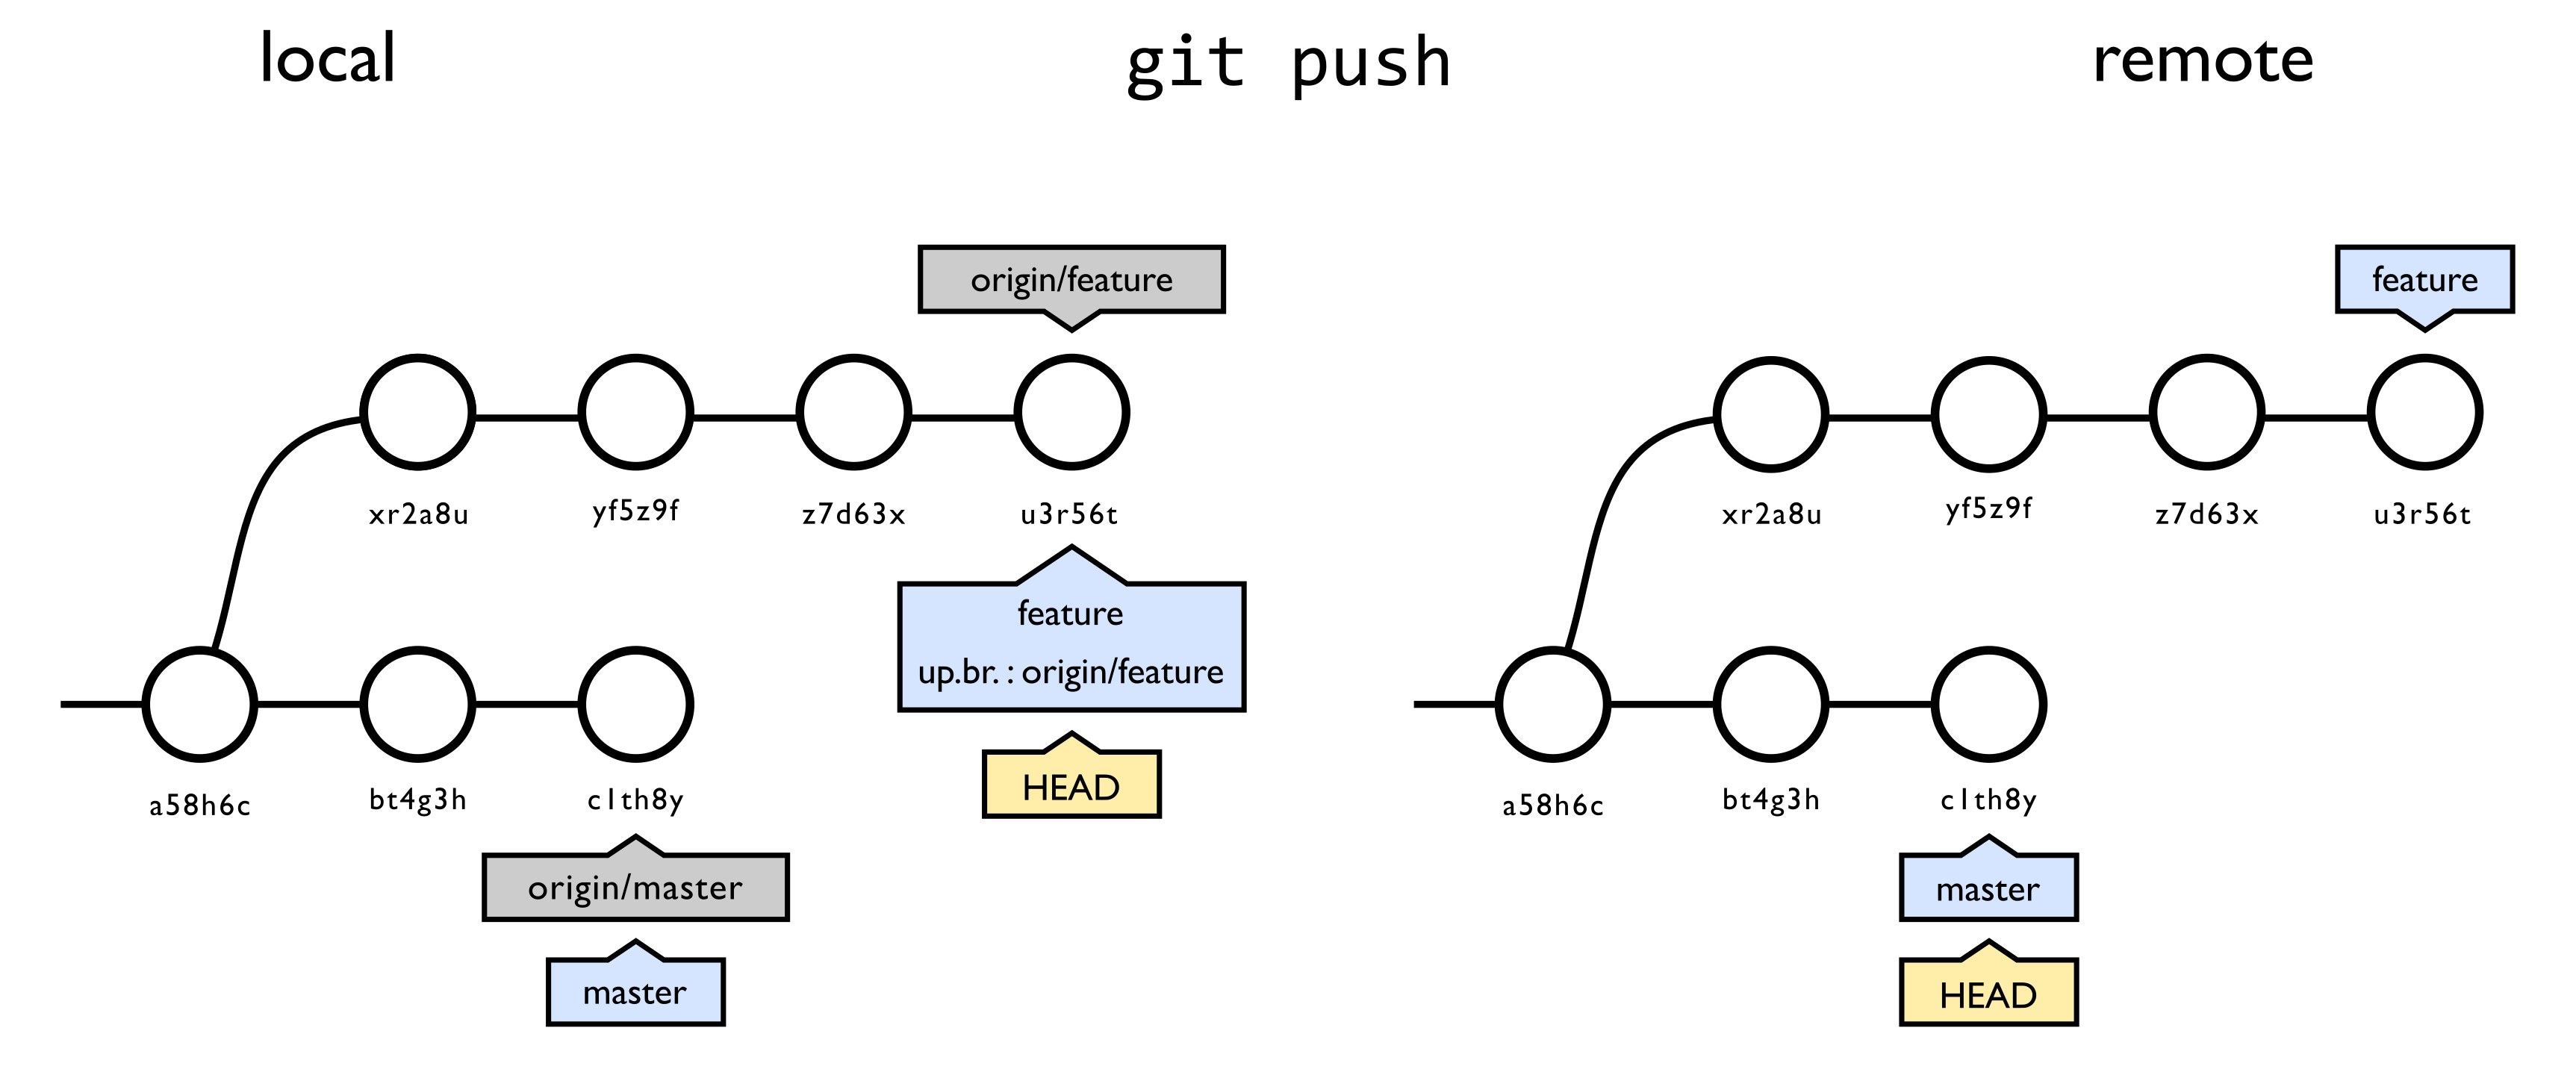 local
git push
remote
origin/feature
feature
xr2a8u
yf5z9f
z7d63x
u3r56t
xr2a8u
yf5z9f
z7d63x
u3r56t
feature
up.br. : origin/feature
HEAD
a58h6c
bt4g3h
c1th8y
a58h6c
bt4g3h
c1th8y
origin/master
master
master
HEAD